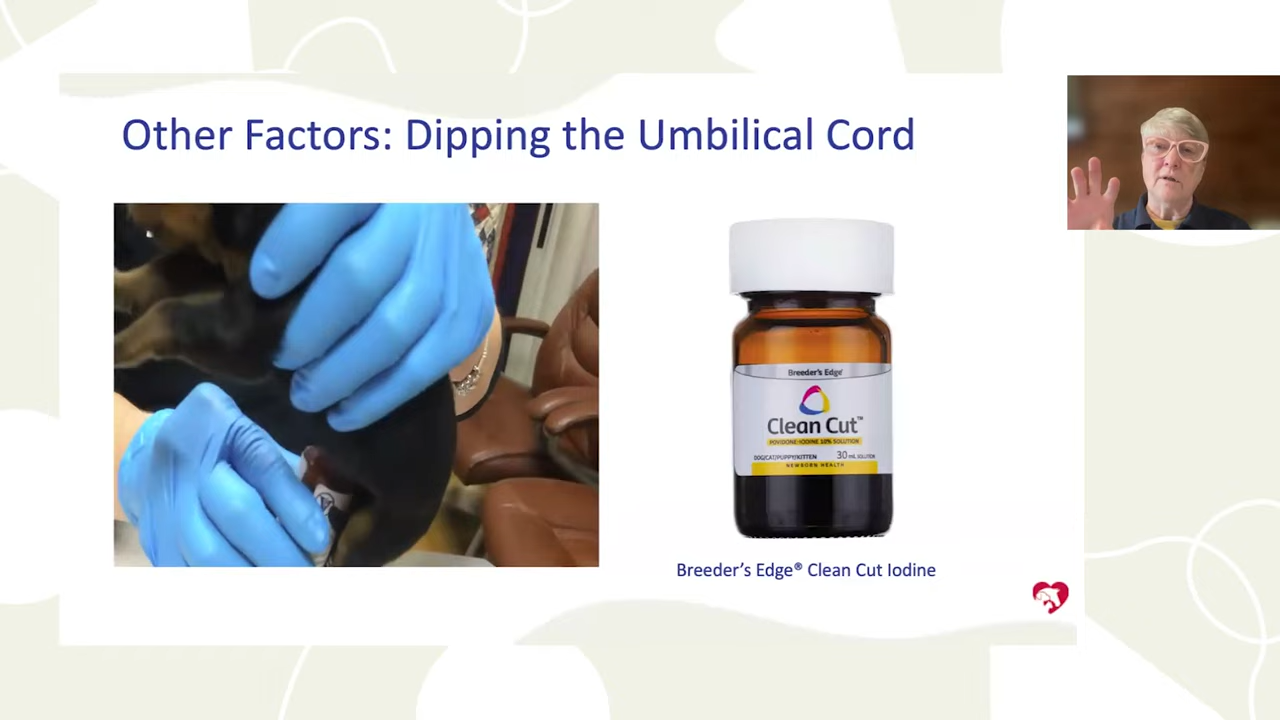 Other Factors: Dipping the Umbilical Cord
Breeder's Edge®
Clean Cut™
POVIDONE-IODINE 10% SOLUTION
DOG/CAT/PUPPY/KITTEN 30 mL SOLUTION
NEWBORN HEALTH
Breeder's Edge® Clean Cut Iodine